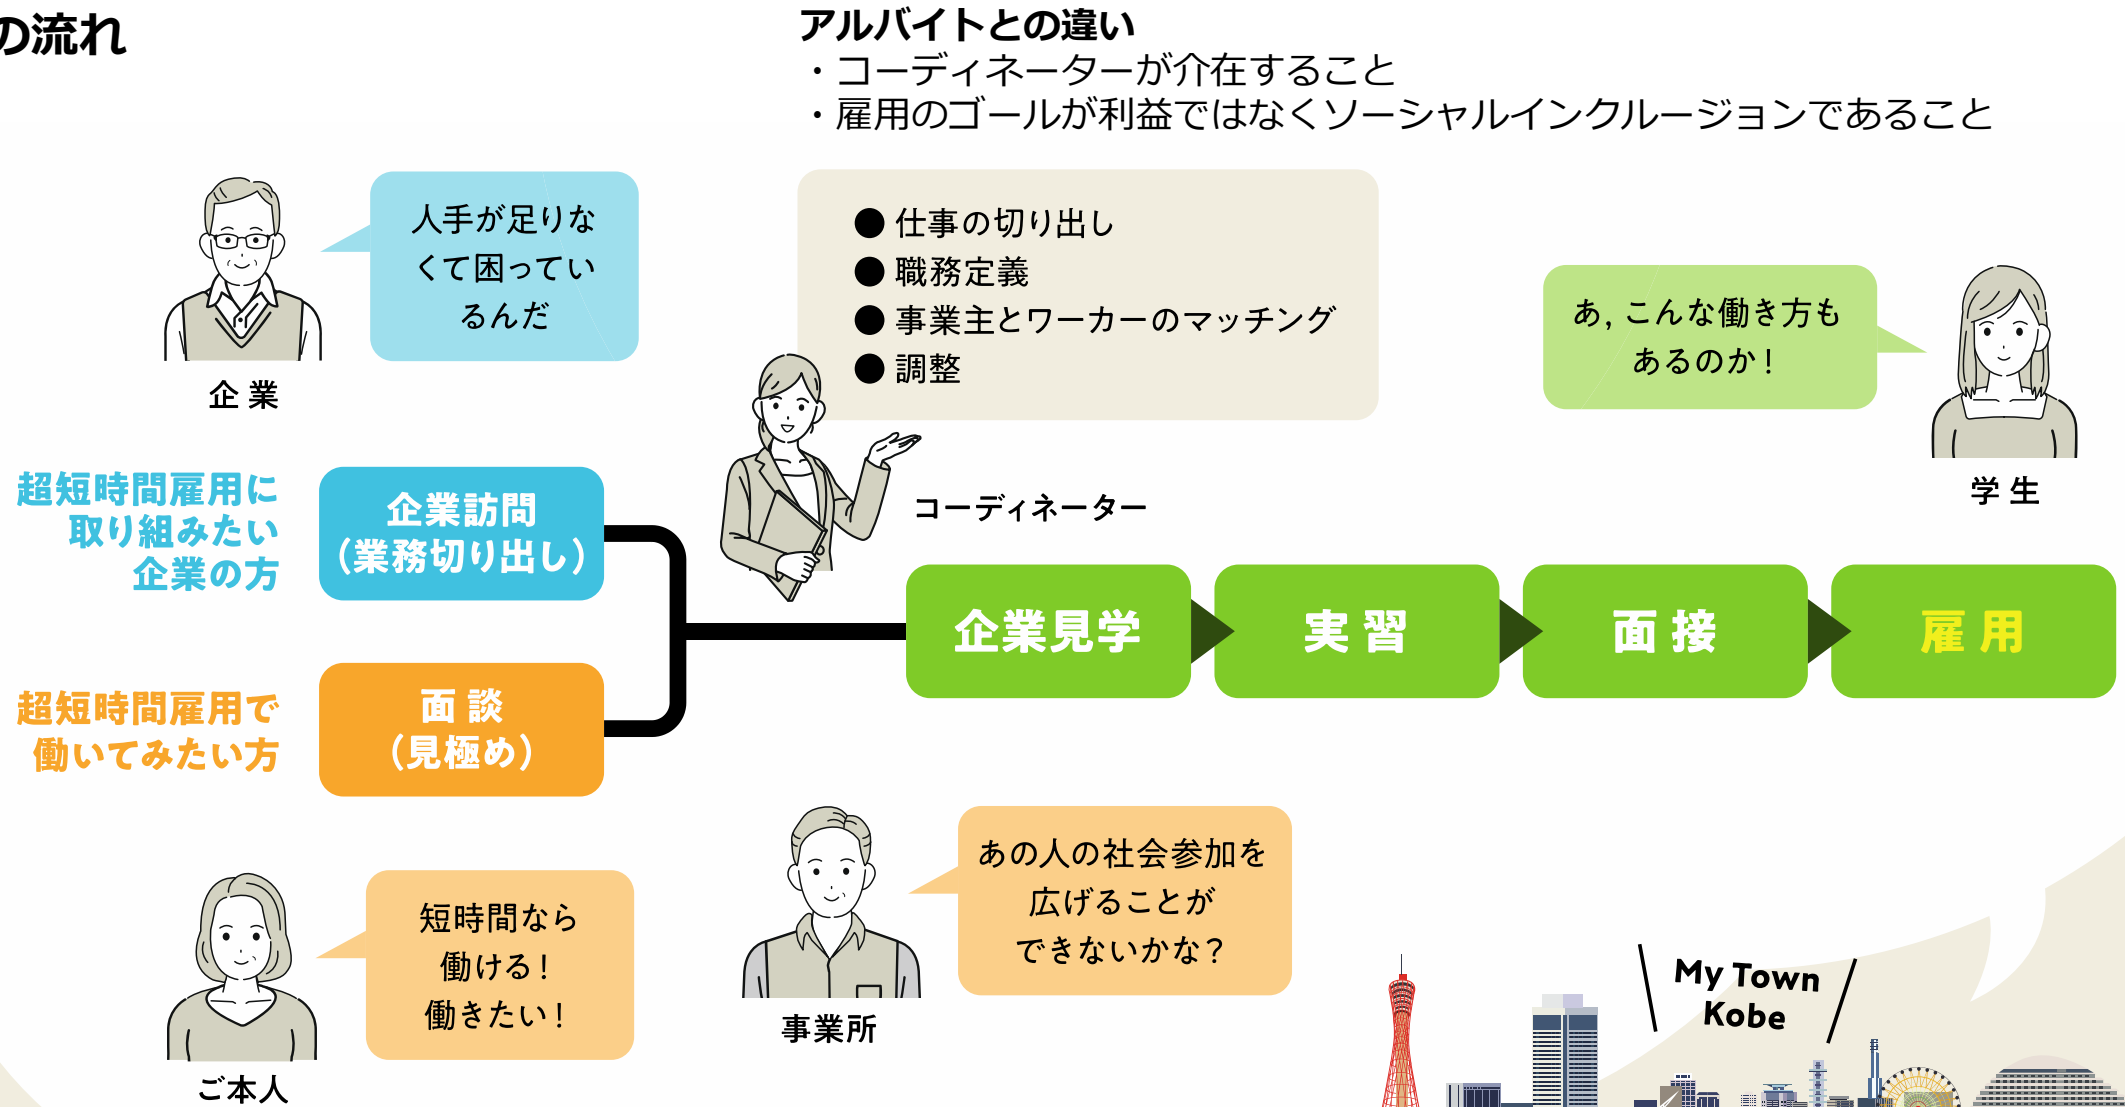 の流れ
アルバイトとの違い
・コーディネーターが介在すること
・雇用のゴールが利益ではなくソーシャルインクルージョンであること
人手が足りな
くて困ってい
るんだ
企業
● 仕事の切り出し
● 職務定義
● 事業主とワーカーのマッチング
● 調整
コーディネーター
あ, こんな働き方も
あるのか!
学生
超短時間雇用に
取り組みたい
企業の方
企業訪問
(業務切り出し)
超短時間雇用で
働いてみたい方
面談
(見極め)
企業見学
実習
面接
雇用
短時間なら
働ける!
働きたい!
ご本人
あの人の社会参加を
広げることが
できないかな?
事業所
My Town
Kobe